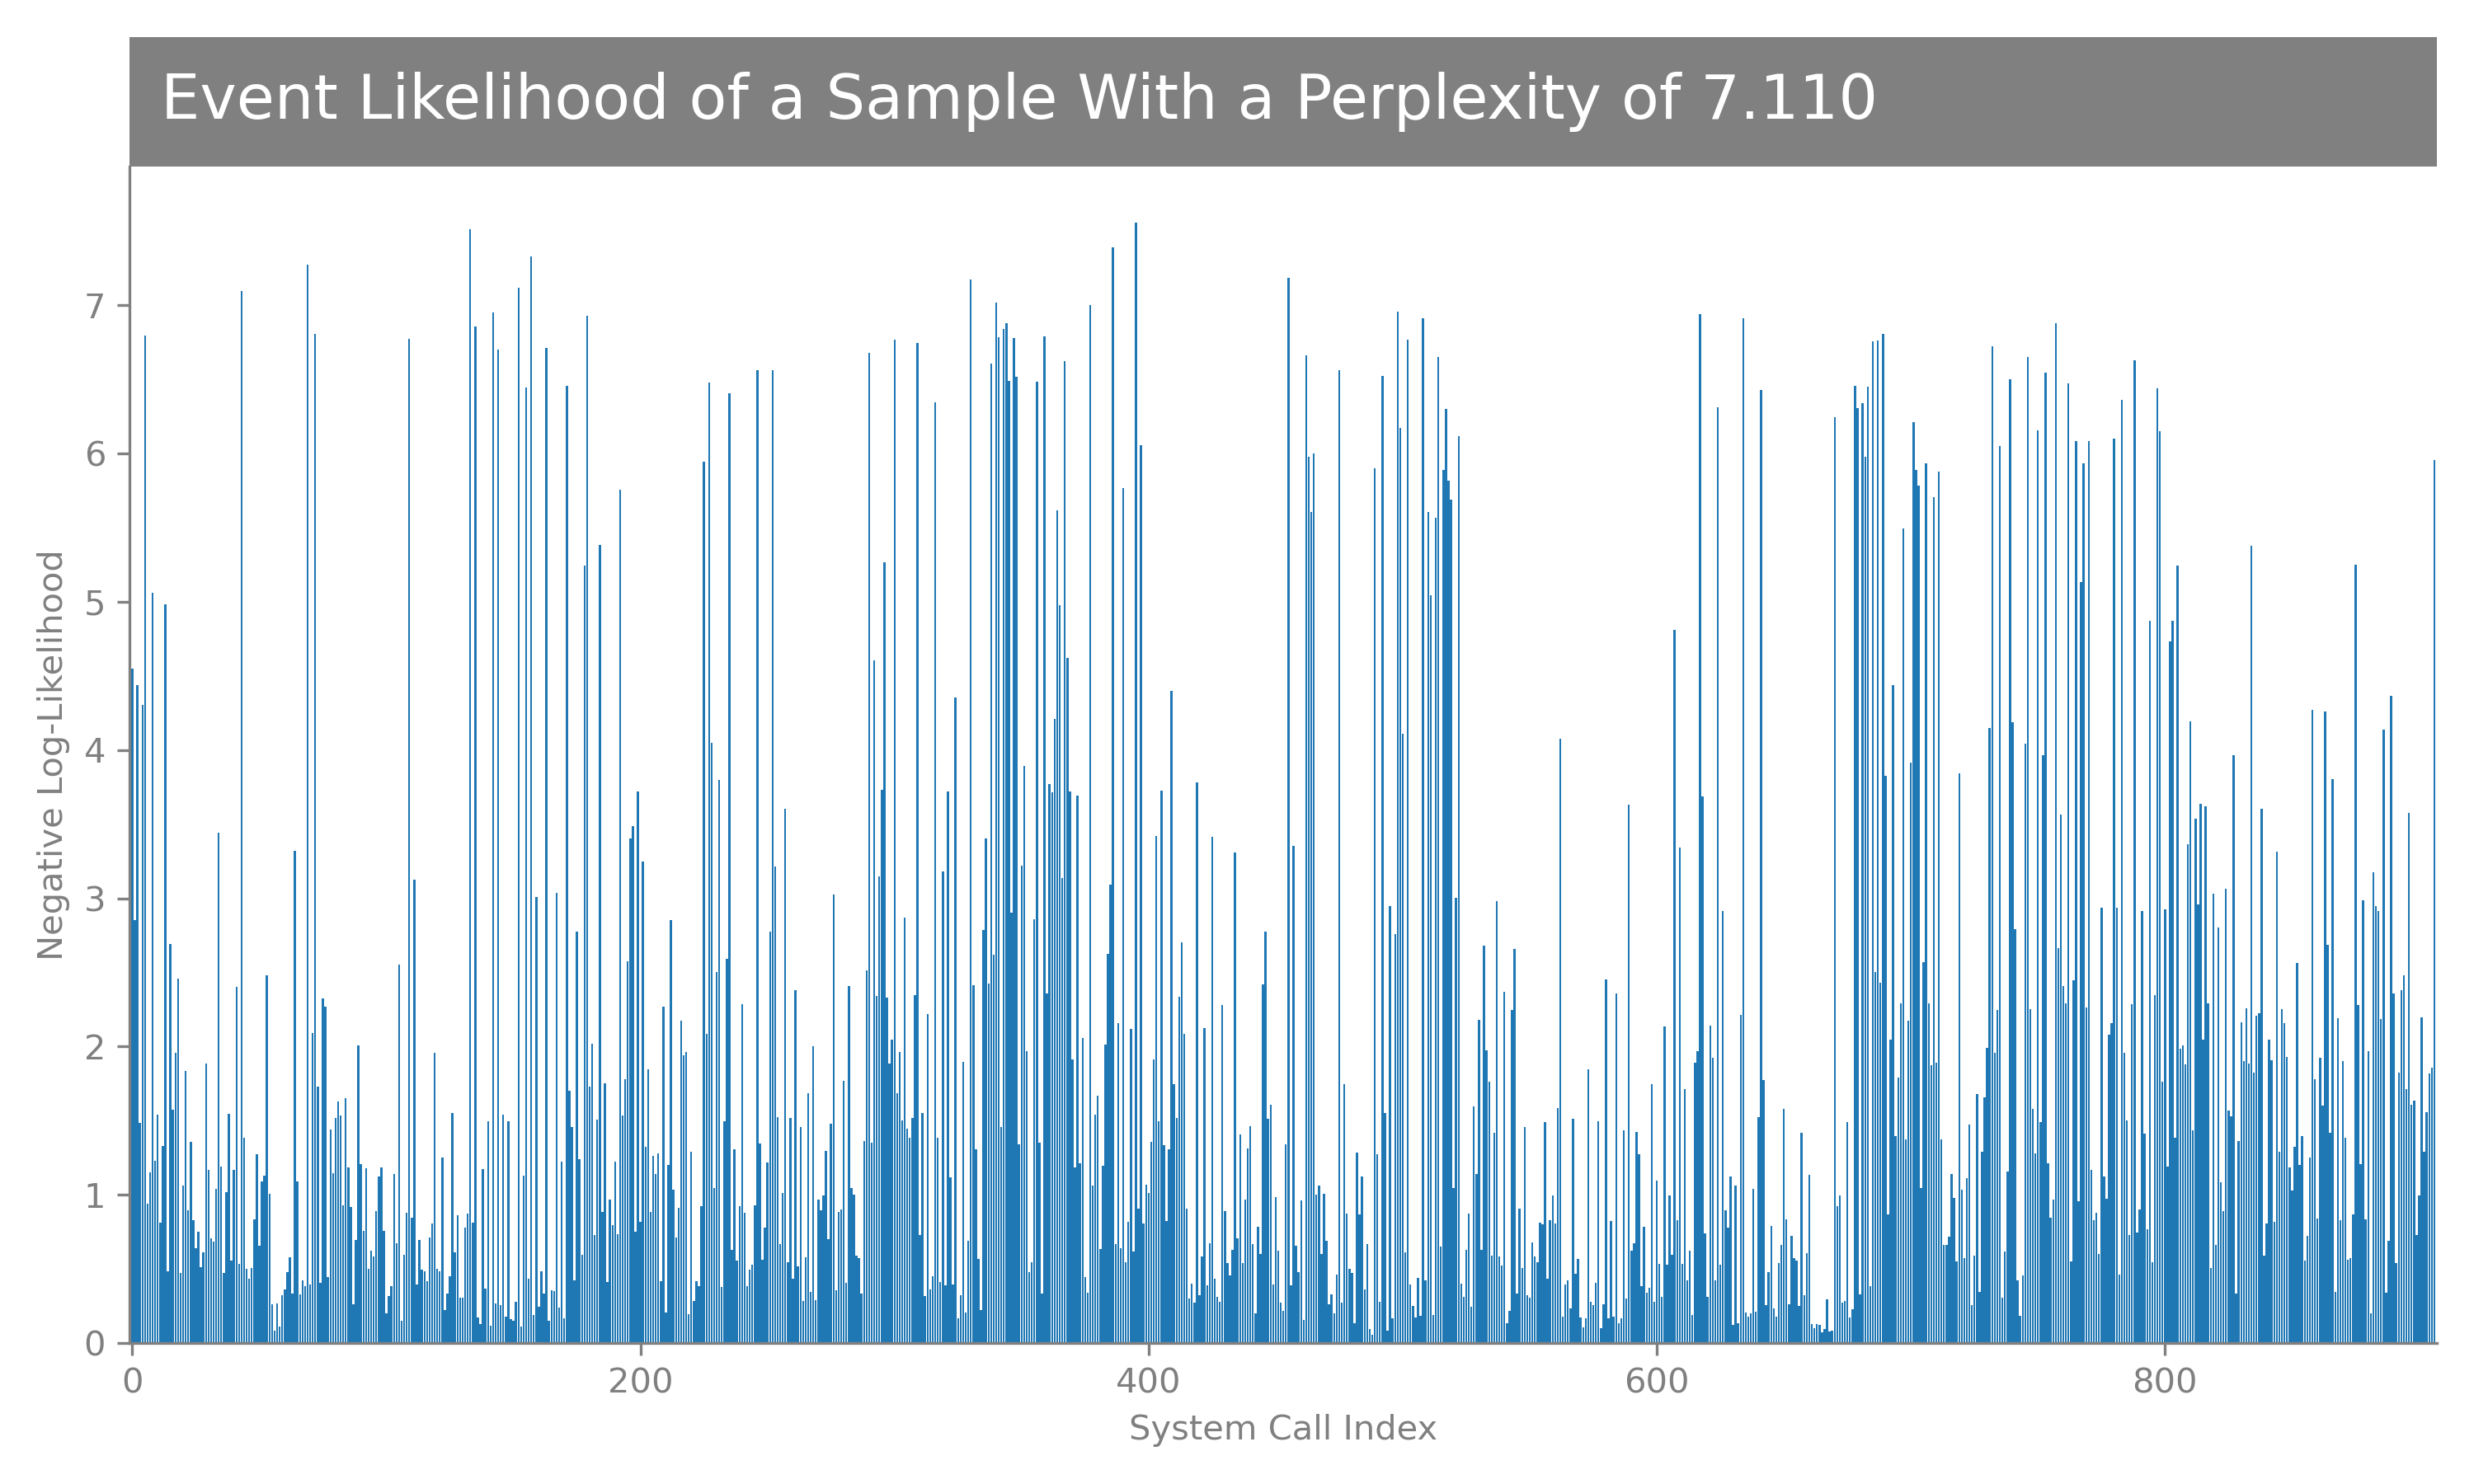 Event Likelihood of a Sample With a Perplexity of 7.110
Negative Log-Likelihood
7
6
5
4
3
2
1
0
0 200 400 600 800
System Call Index